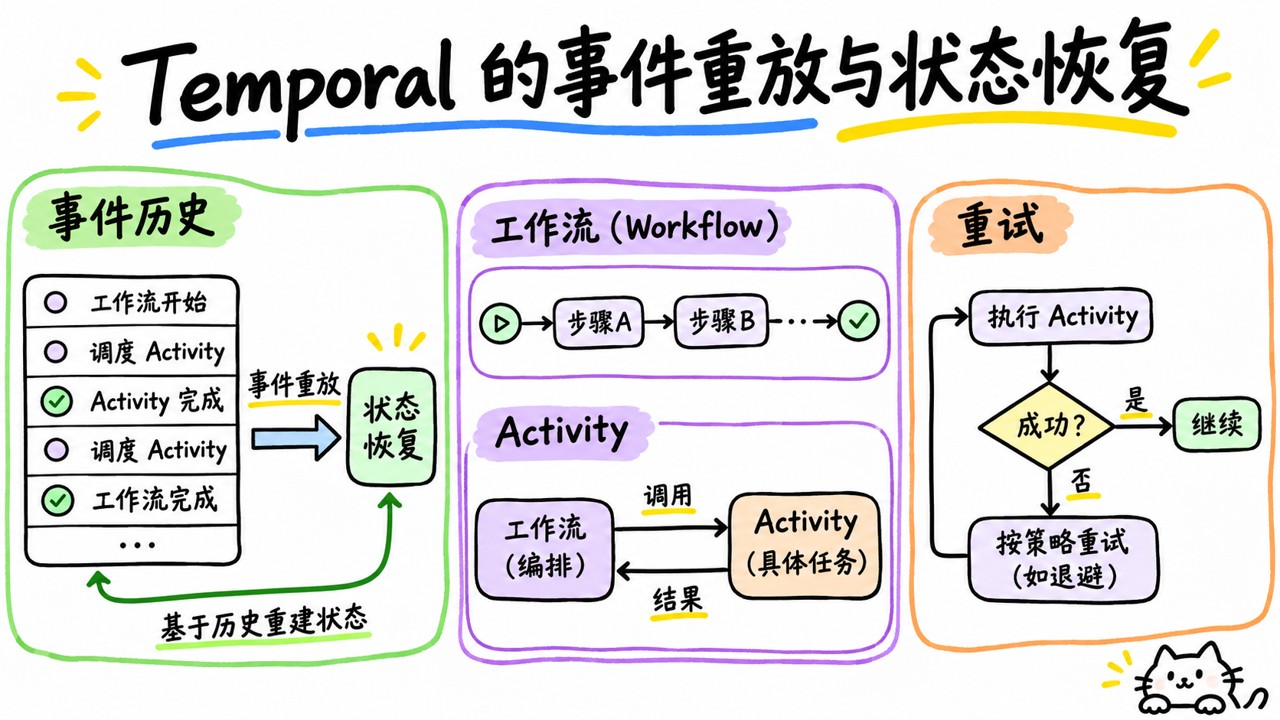 Temporal 的事件重放与状态恢复
事件历史
工作流开始
调度 Activity
Activity 完成
调度 Activity
工作流完成
...
事件重放
状态
恢复
基于历史重建状态
工作流 (Workflow)
步骤A
步骤B
...
Activity
工作流
(编排)
调用
结果
Activity
(具体任务)
重试
执行 Activity
成功?
是
继续
否
按策略重试
(如退避)